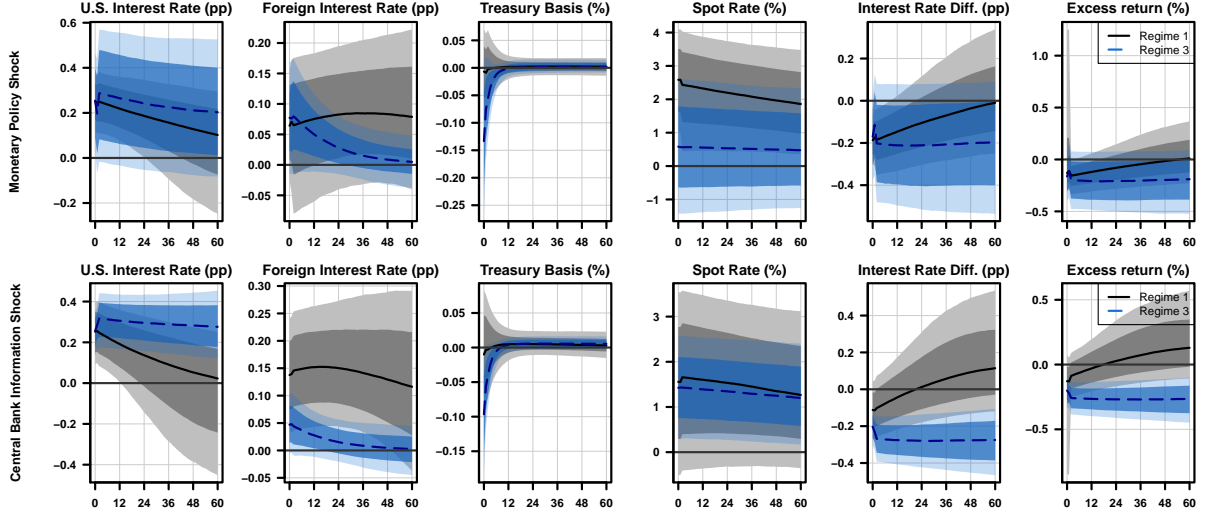 U.S. Interest Rate (pp) Foreign Interest Rate (pp) Treasury Basis (%) Spot Rate (%) Interest Rate Diff. (pp) Excess return (%)
Monetary Policy Shock
0.6 0.4 0.2 0.0 −0.2
0 12 24 36 48 60
0.20 0.15 0.10 0.05 0.00 −0.05
0 12 24 36 48 60
0.05 0.00 −0.05 −0.10 −0.15 −0.20 −0.25
0 12 24 36 48 60
4 3 2 1 0 −1
0 12 24 36 48 60
0.2 0.0 −0.2 −0.4
0 12 24 36 48 60
1.0 0.5 0.0 −0.5
0 12 24 36 48 60
Regime 1
Regime 3
U.S. Interest Rate (pp) Foreign Interest Rate (pp) Treasury Basis (%) Spot Rate (%) Interest Rate Diff. (pp) Excess return (%)
Central Bank Information Shock
0.4 0.2 0.0 −0.2 −0.4
0 12 24 36 48 60
0.30 0.25 0.20 0.15 0.10 0.05 0.00 −0.05
0 12 24 36 48 60
0.05 0.00 −0.05 −0.10 −0.15
0 12 24 36 48 60
3 2 1 0
0 12 24 36 48 60
0.6 0.4 0.2 0.0 −0.2 −0.4
0 12 24 36 48 60
0.5 0.0 −0.5
0 12 24 36 48 60
Regime 1
Regime 3